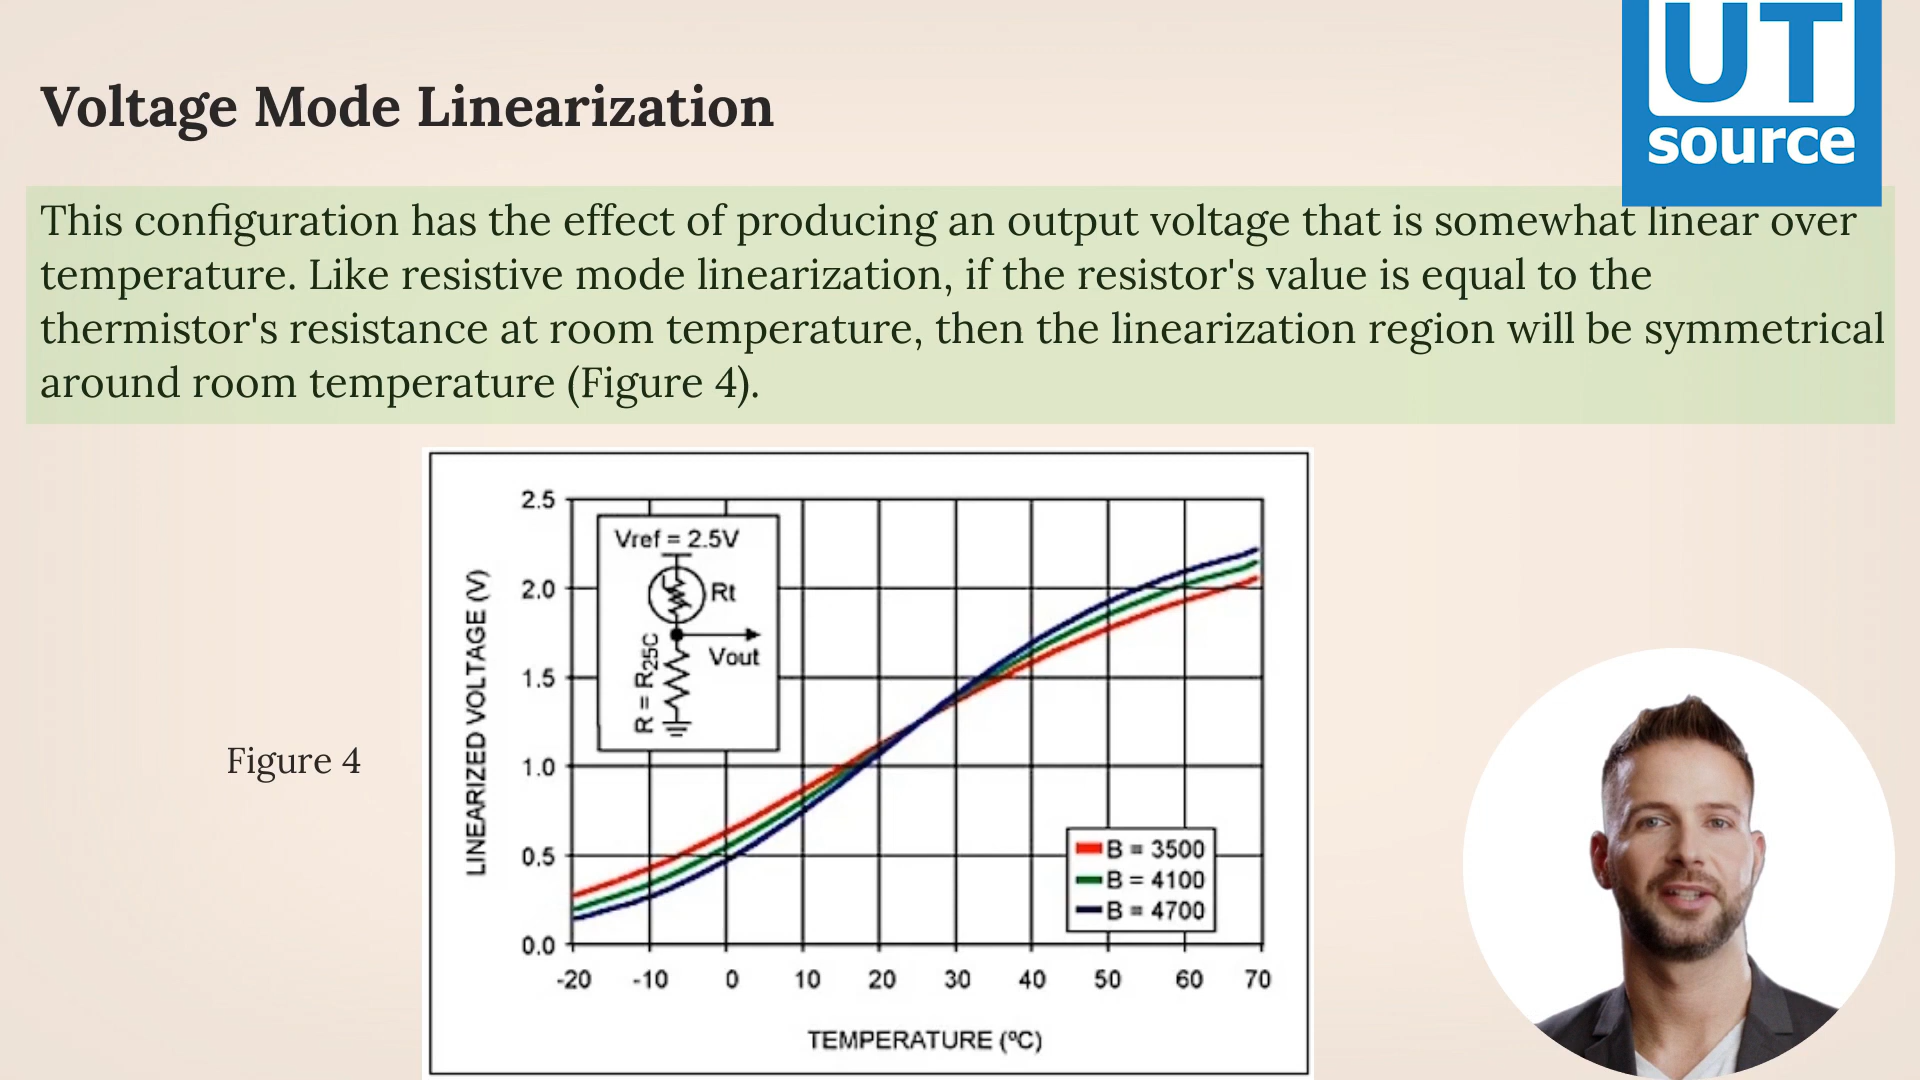 UT
source
Voltage Mode Linearization
This configuration has the effect of producing an output voltage that is somewhat linear over
temperature. Like resistive mode linearization, if the resistor's value is equal to the
thermistor's resistance at room temperature, then the linearization region will be symmetrical
around room temperature (Figure 4).
Figure 4
LINEARIZED VOLTAGE (V)
2.5
2.0
1.5
1.0
0.5
0.0
Vref = 2.5V
Rt
Vout
R = R25C
B = 3500
B = 4100
B = 4700
-20 -10 0 10 20 30 40 50 60 70
TEMPERATURE (ºC)